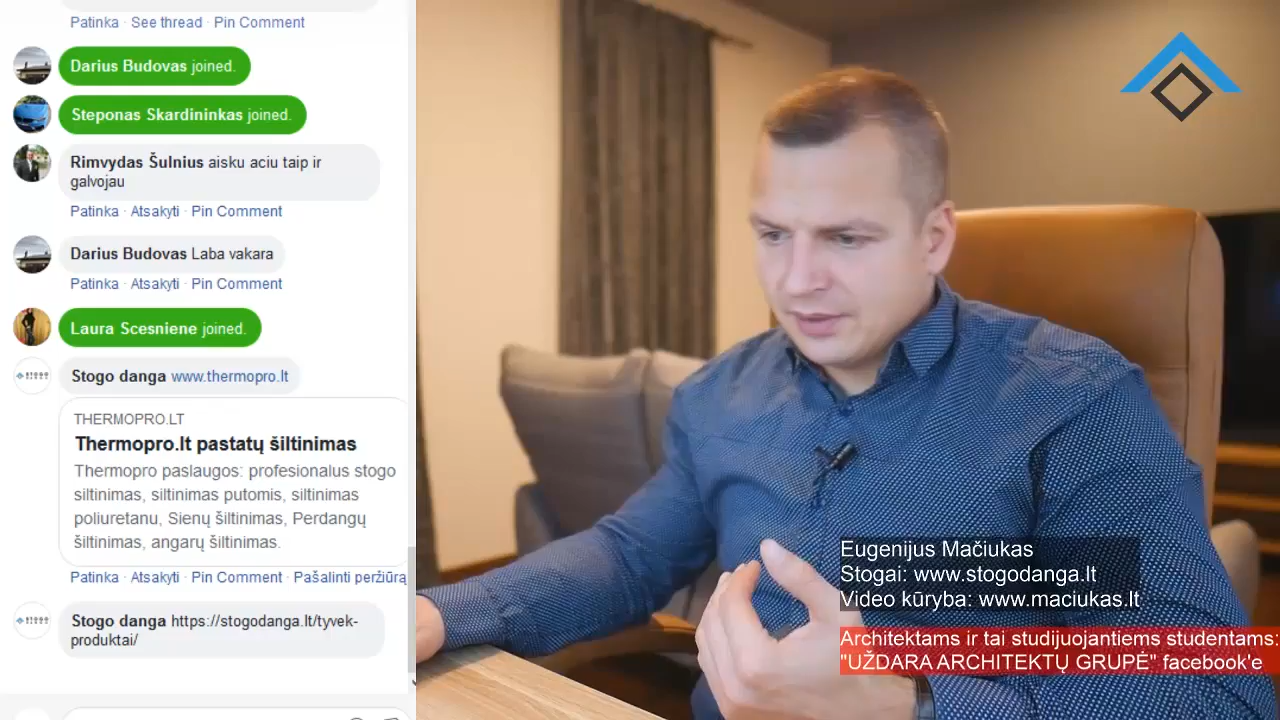 Patinka · See thread · Pin Comment
Darius Budovas joined.
Steponas Skardininkas joined.
Rimvydas Šulnius aisku aciu taip ir
galvojau
Patinka · Atsakyti · Pin Comment
Darius Budovas Laba vakara
Patinka · Atsakyti · Pin Comment
Laura Scesniene joined.
Stogo danga www.thermopro.lt
THERMOPRO.LT
Thermopro.lt pastatų šiltinimas
Thermopro paslaugos: profesionalus stogo
siltinimas, siltinimas putomis, siltinimas
poliuretanu, Sienų šiltinimas, Perdangų
šiltinimas, angarų šiltinimas.
Patinka · Atsakyti · Pin Comment · Pašalinti peržiūrą
Stogo danga https://stogodanga.lt/tyvek-
produktai/
Eugenijus Mačiukas
Stogai: www.stogodanga.lt
Video kūryba: www.maciukas.lt
Architektams ir tai studijuojantiems studentams:
"UŽDARA ARCHITEKTŲ GRUPĖ" facebook'e